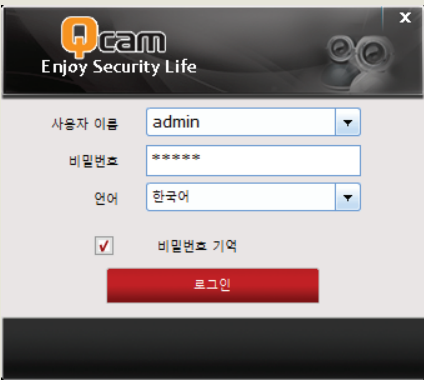 Qcam
Enjoy Security Life
X
사용자 이름 admin
비밀번호 *****
언어 한국어
비밀번호 기억
로그인